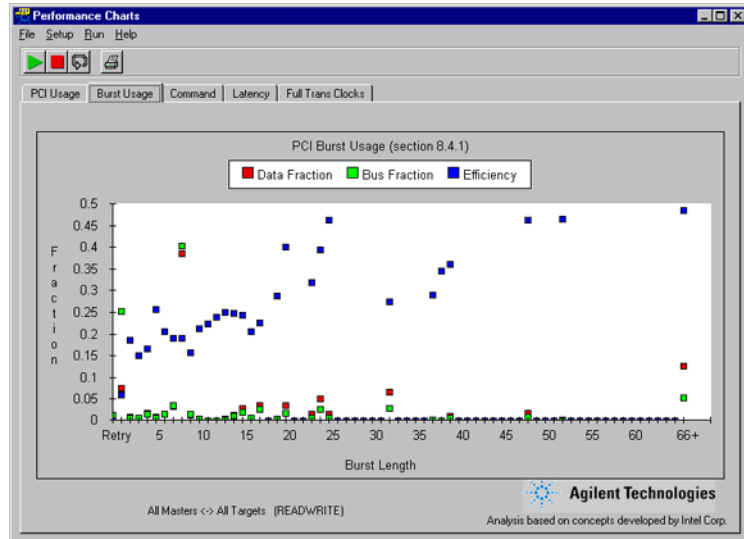 Performance Charts
File Setup Run Help
PCI Usage Burst Usage Command Latency Full Trans Clocks
PCI Burst Usage (section 8.4.1)
Data Fraction Bus Fraction Efficiency
Fraction
0.5
0.45
0.4
0.35
0.3
0.25
0.2
0.15
0.1
0.05
0
Retry 5 10 15 20 25 30 35 40 45 50 55 60 66+
Burst Length
Agilent Technologies
All Masters <-> All Targets (READWRITE)
Analysis based on concepts developed by Intel Corp.